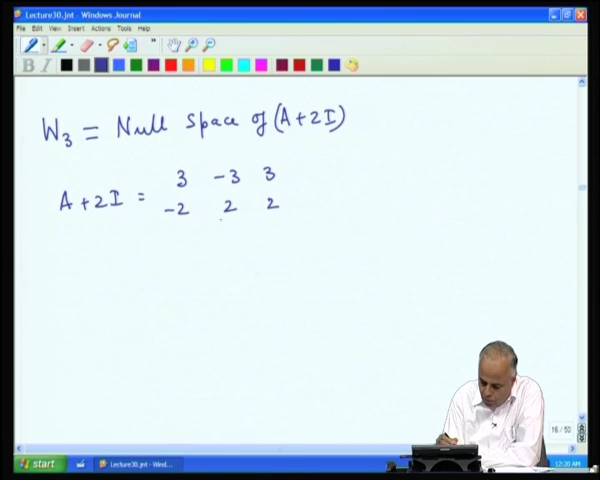 Lecture30.jnt - Windows Journal
File Edit View Insert Actions Tools Help
B I
W₃ = Null Space of (A+2I)
A+2I = 3 -3 3
-2 2 2
16 / 50
start Lecture30.jnt - Wind... 12:20 AM